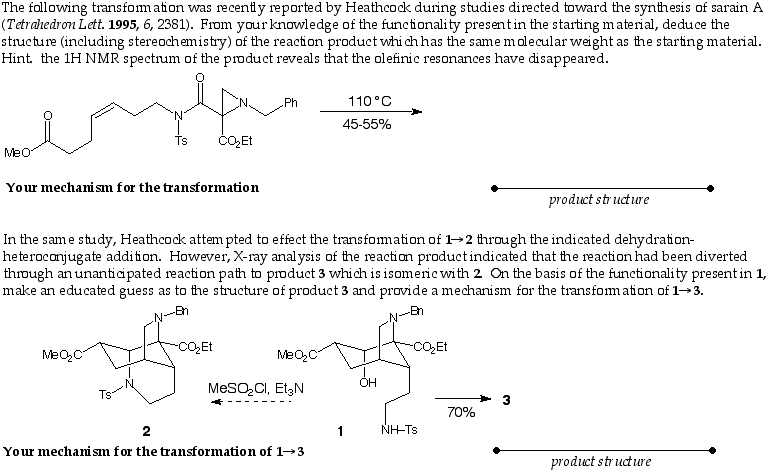 The following transformation was recently reported by Heathcock during studies directed toward the synthesis of sarain A
(Tetrahedron Lett. 1995, 6, 2381). From your knowledge of the functionality present in the starting material, deduce the
structure (including stereochemistry) of the reaction product which has the same molecular weight as the starting material.
Hint. the 1H NMR spectrum of the product reveals that the olefinic resonances have disappeared.
O
O
N
Ph
110 °C
N
Ts
CO2Et
45-55%
MeO
Your mechanism for the transformation
product structure
In the same study, Heathcock attempted to effect the transformation of 1→2 through the indicated dehydration-
heteroconjugate addition. However, X-ray analysis of the reaction product indicated that the reaction had been diverted
through an unanticipated reaction path to product 3 which is isomeric with 2. On the basis of the functionality present in 1,
make an educated guess as to the structure of product 3 and provide a mechanism for the transformation of 1→3.
N–Bn
N–Bn
MeO2C
CO2Et
MeO2C
CO2Et
OH
Ts
N
MeSO2Cl, Et3N
3
70%
NH–Ts
2
1
Your mechanism for the transformation of 1→3
product structure